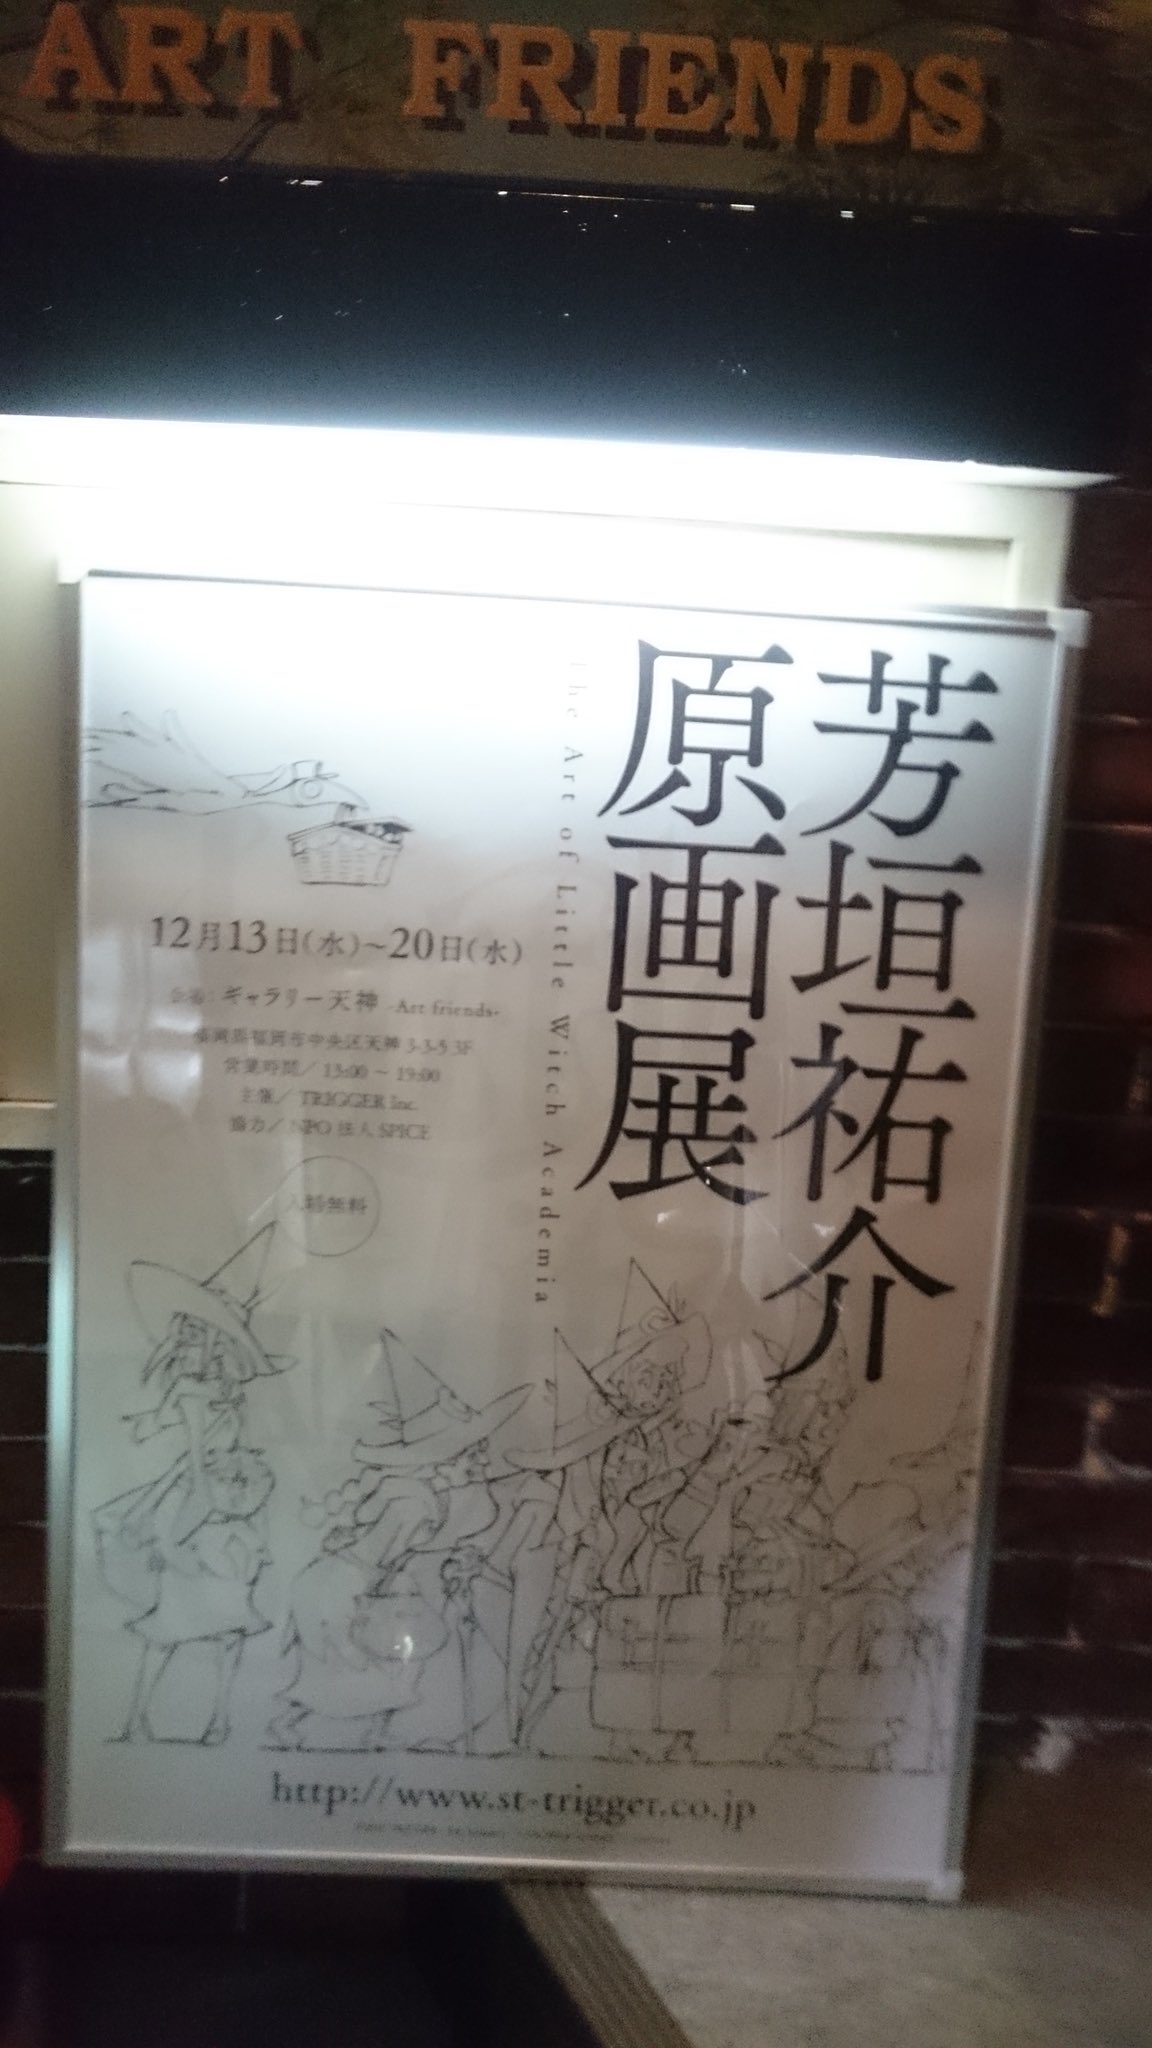 ART FRIENDS
芳垣祐介
原画展
The Art of Little Witch Academia
12月13日(水)~20日(水)
会場:ギャラリー天神 -Art friends-
福岡県福岡市中央区天神 3-3-5 3F
営業時間/ 13:00 ~ 19:00
主催/ TRIGGER Inc.
協力/ NPO 法人 SPICE
入場無料
http://www.st-trigger.co.jp